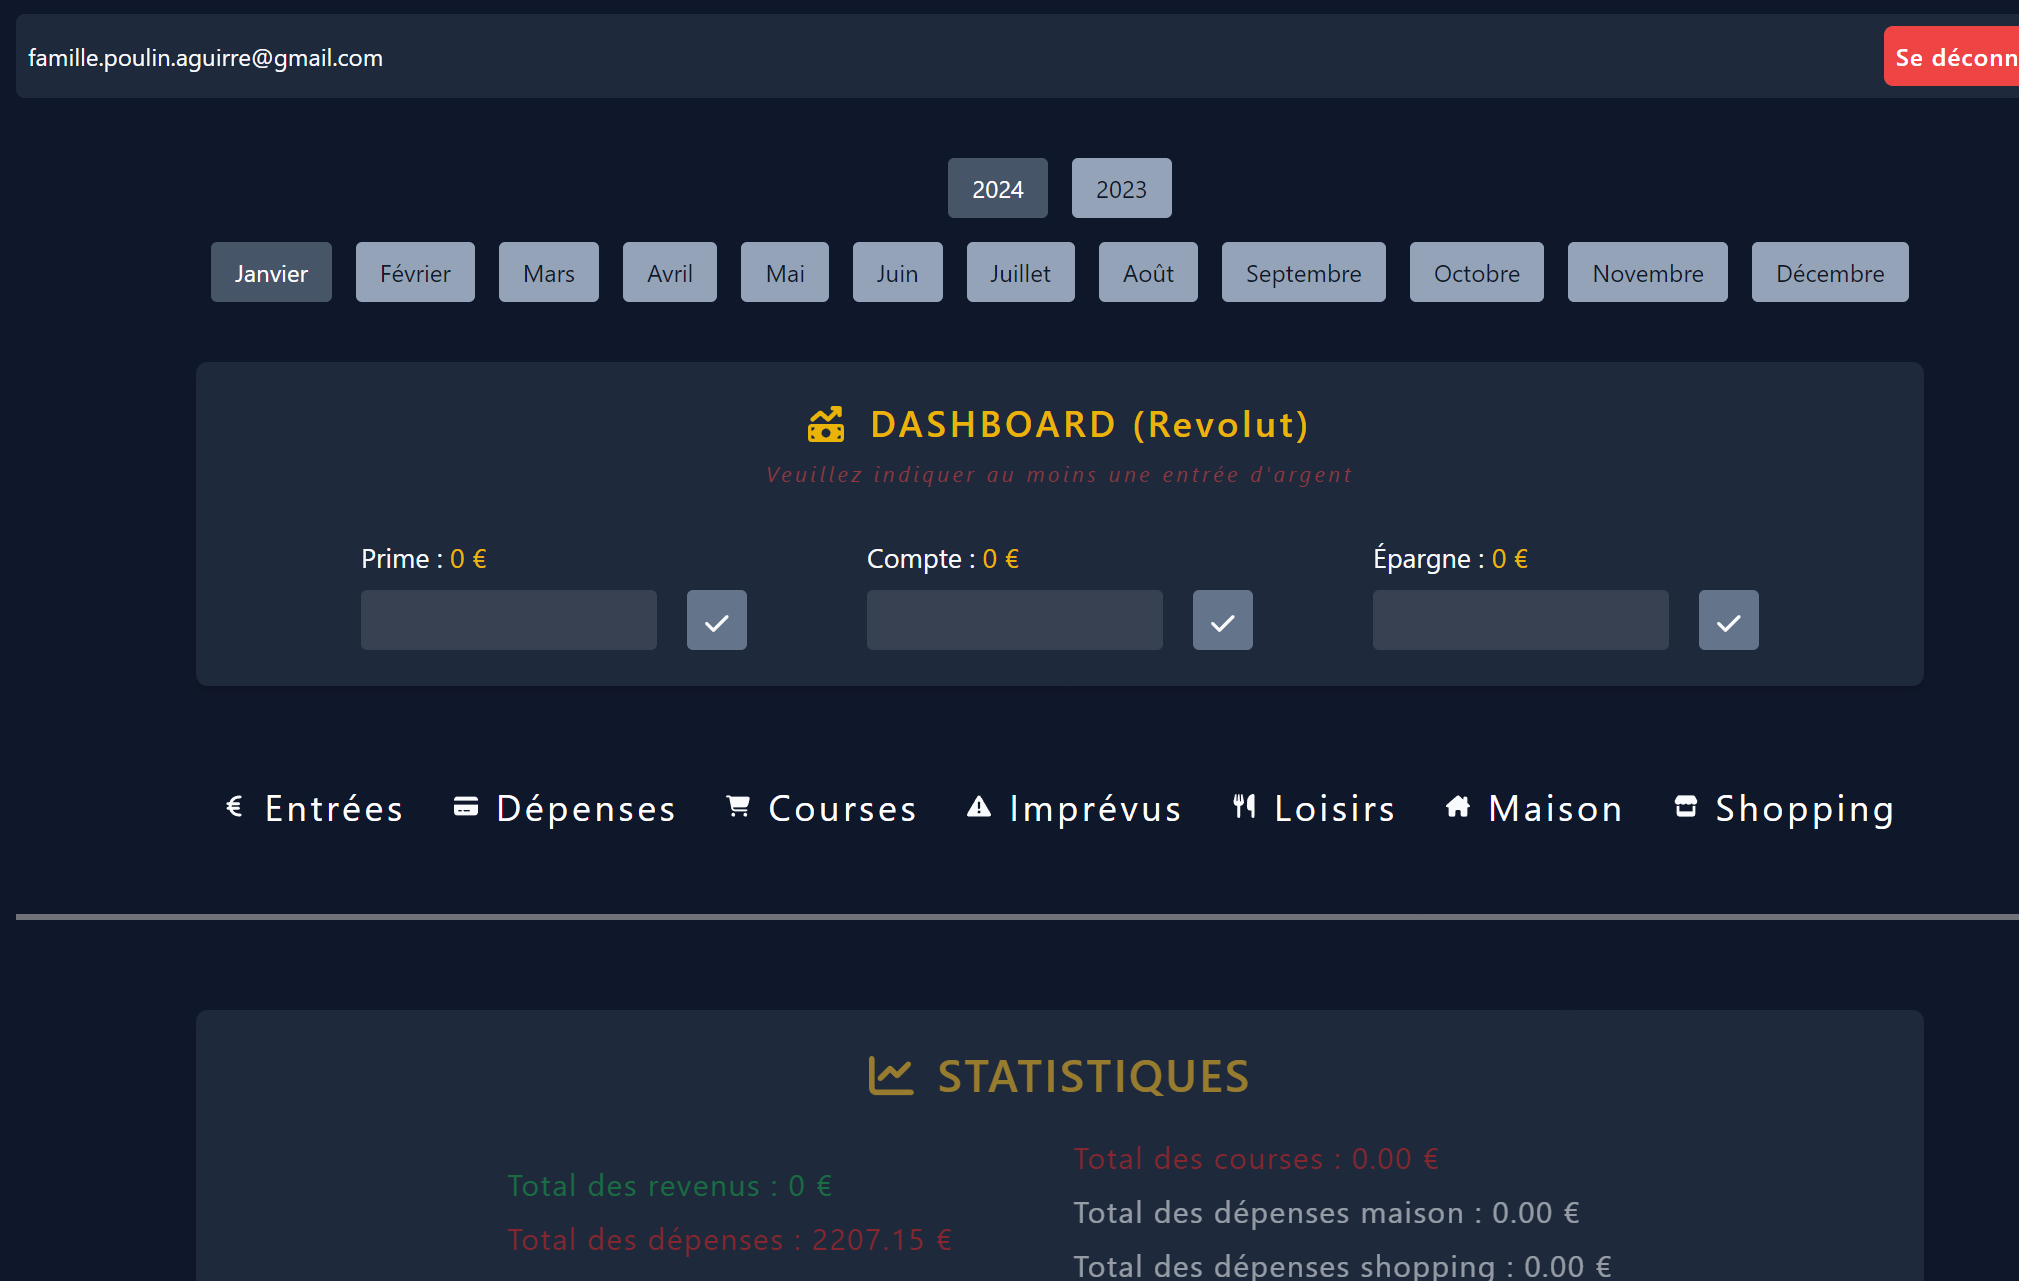 famille.poulin.aguirre@gmail.com
Se déconn
2024 2023
Janvier Février Mars Avril Mai Juin Juillet Août Septembre Octobre Novembre Décembre
DASHBOARD (Revolut)
Veuillez indiquer au moins une entrée d'argent
Prime : 0 € Compte : 0 € Épargne : 0 €
Entrées Dépenses Courses Imprévus Loisirs Maison Shopping
STATISTIQUES
Total des revenus : 0 €
Total des dépenses : 2207.15 €
Total des courses : 0.00 €
Total des dépenses maison : 0.00 €
Total des dépenses shopping : 0.00 €